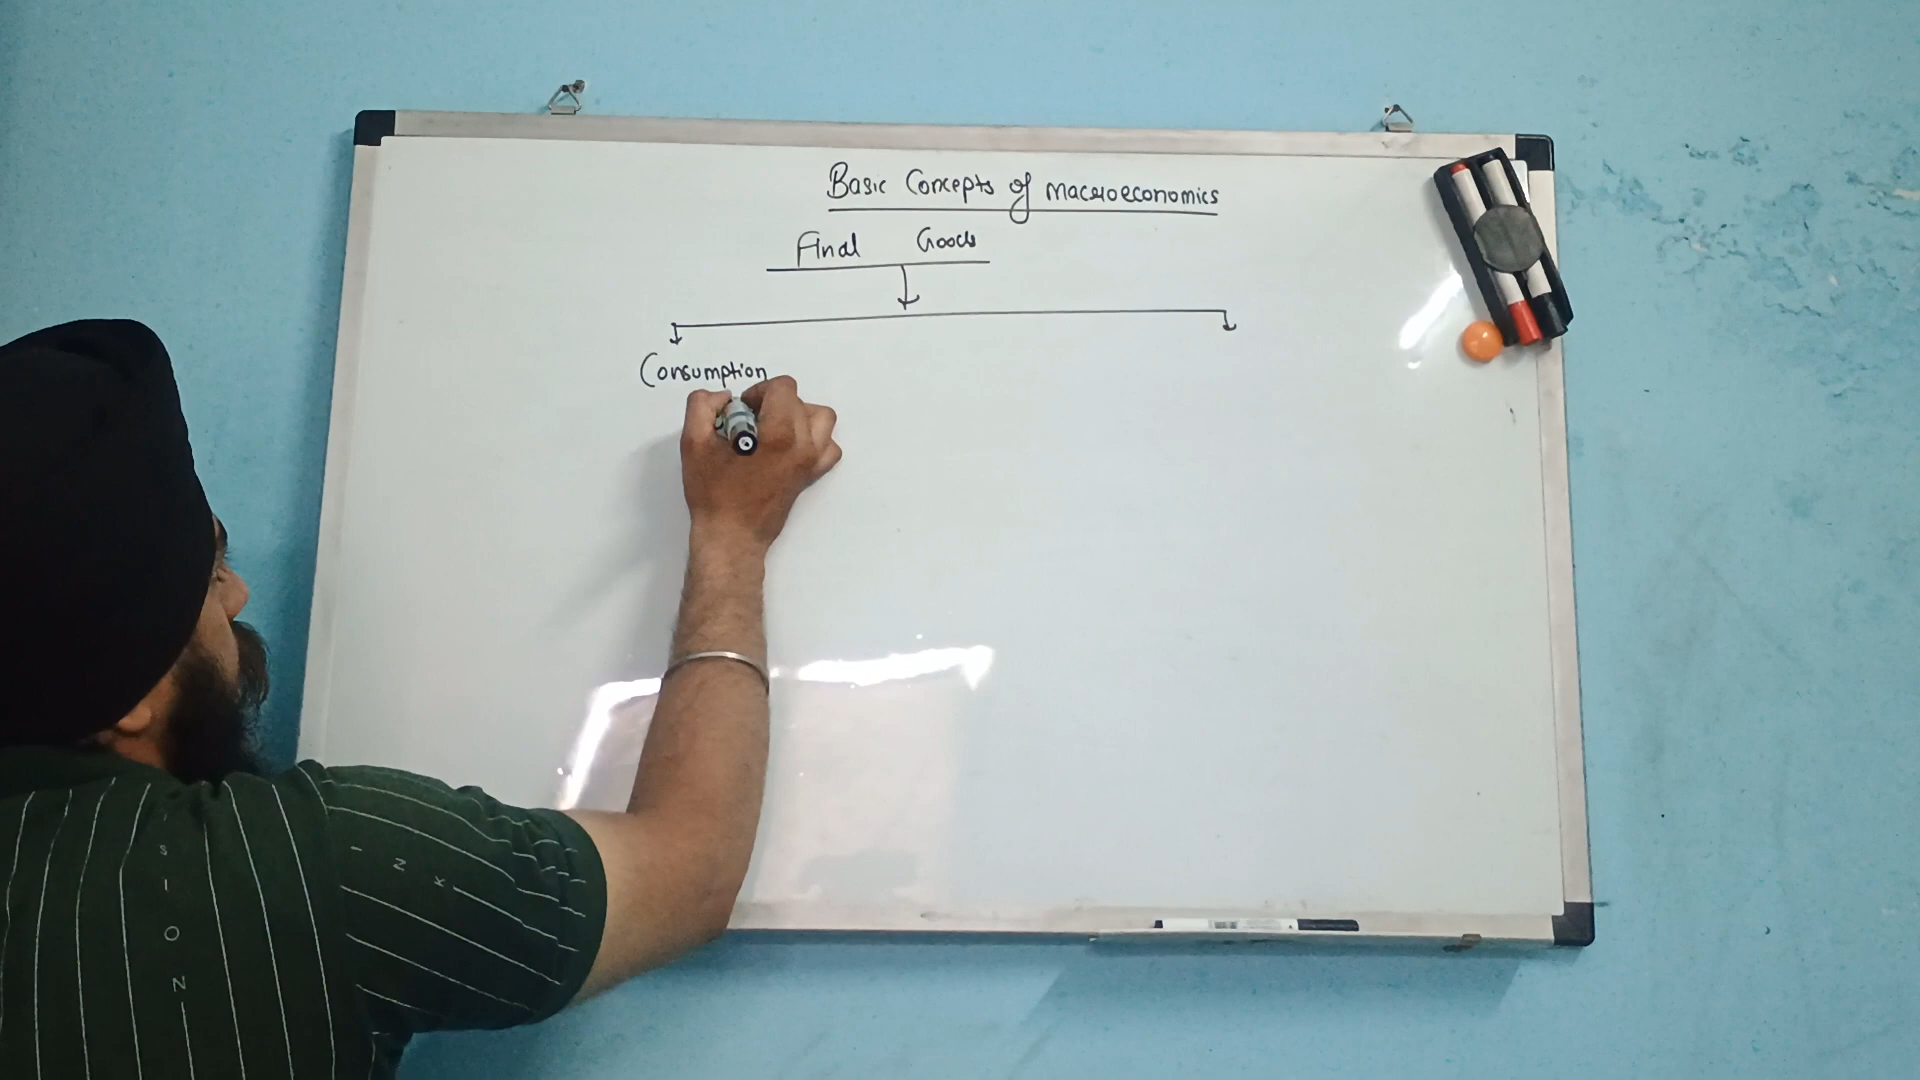 Basic Concepts of macroeconomics
Final Goods
Consumption
I N K
S I O N